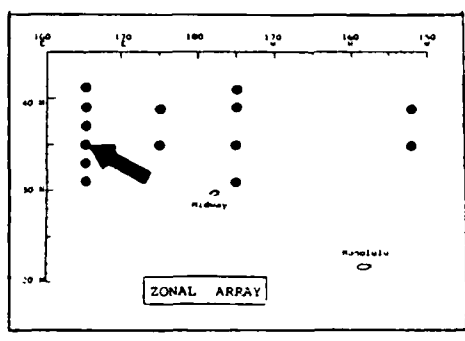 160 E 170 E 180 170 W 160 W 150 W
40 N
30 N
Midway
Honolulu
20 N
ZONAL ARRAY